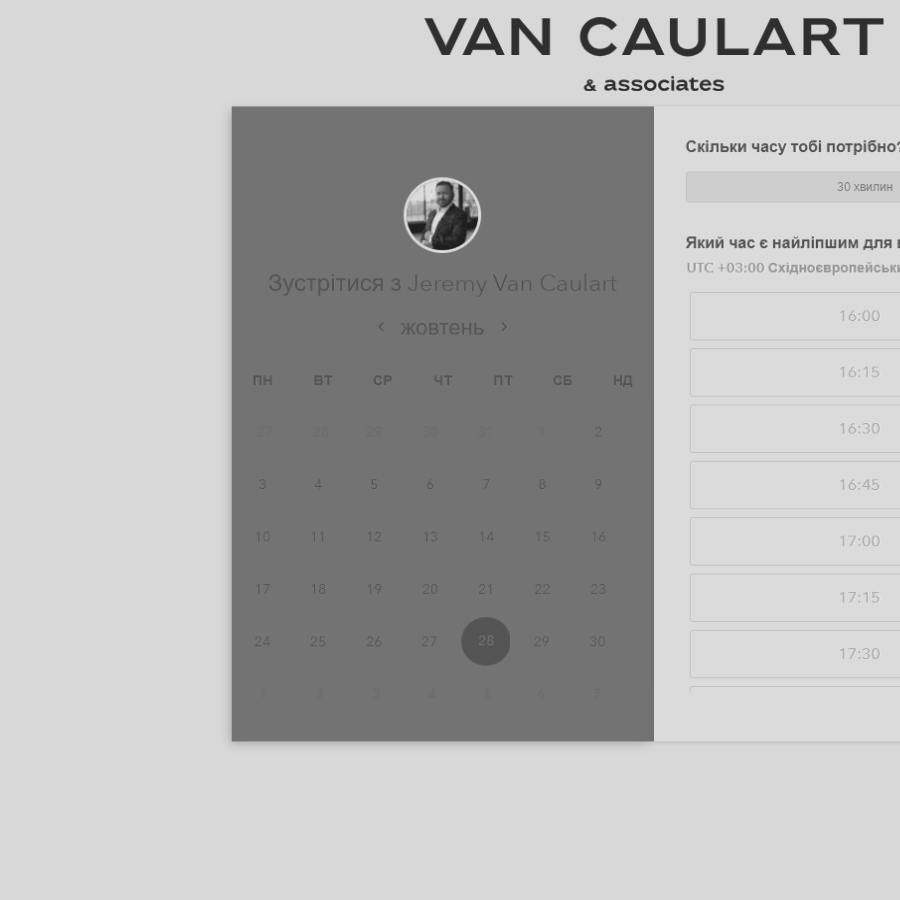 VAN CAULART
& associates
Зустрітися з Jeremy Van Caulart
‹ жовтень ›
ПН ВТ СР ЧТ ПТ СБ НД
27 28 29 30 31 1 2
3 4 5 6 7 8 9
10 11 12 13 14 15 16
17 18 19 20 21 22 23
24 25 26 27 28 29 30
1 2 3 4 5 6 7
Скільки часу тобі потрібно?
30 хвилин
Який час є найліпшим для
UTC +03:00 Східноєвропейськ
16:00
16:15
16:30
16:45
17:00
17:15
17:30